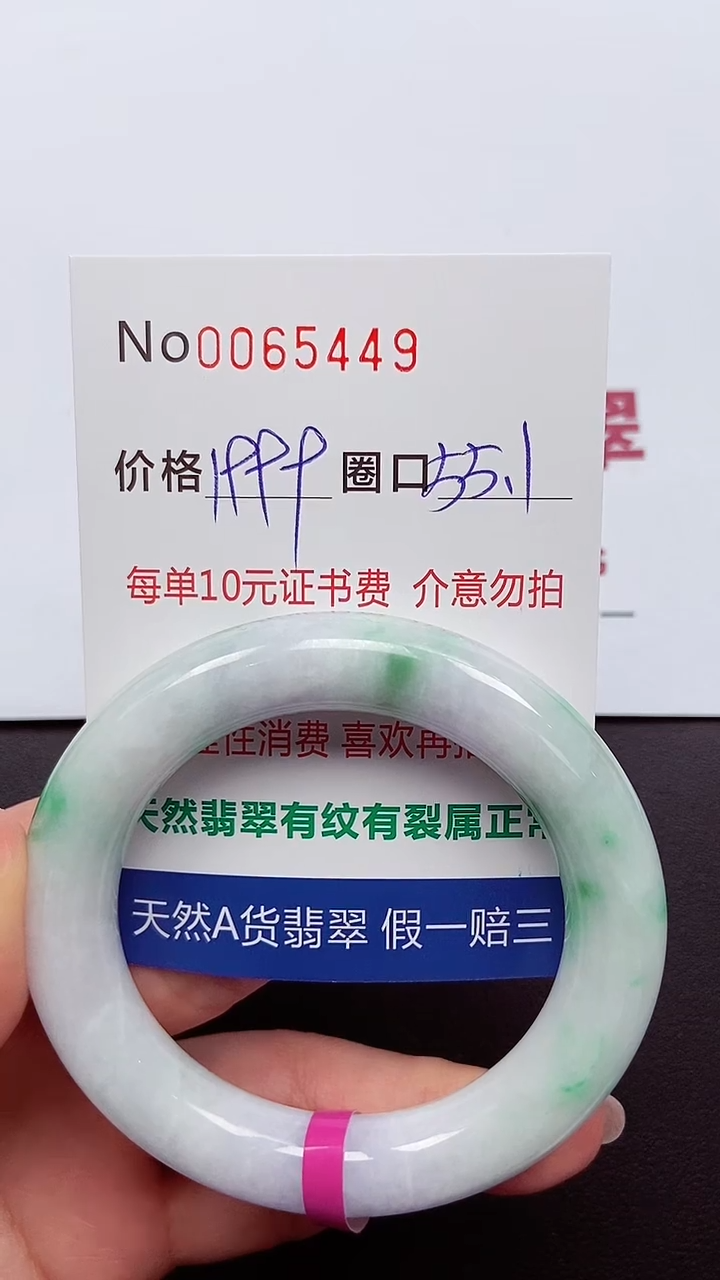 No0065449
价格1999 圈口55.1
每单10元证书费 介意勿拍
性消费 喜欢再
天然翡翠有纹有裂属正常
天然A货翡翠 假一赔三
翠